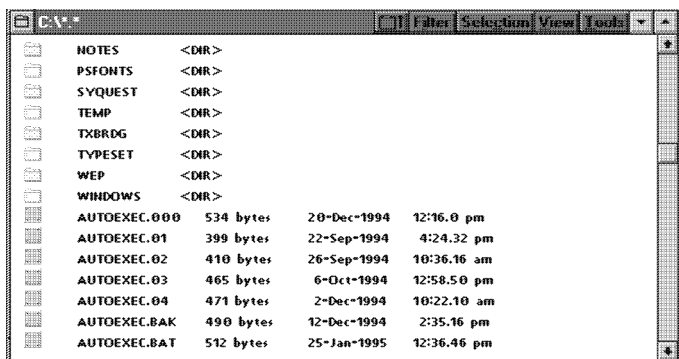 C:\*.* Filter Selection View Tools
NOTES <DIR>
PSFONTS <DIR>
SYQUEST <DIR>
TEMP <DIR>
TXBRDG <DIR>
TYPESET <DIR>
WEP <DIR>
WINDOWS <DIR>
AUTOEXEC.000 534 bytes 20-Dec-1994 12:16.0 pm
AUTOEXEC.01 399 bytes 22-Sep-1994 4:24.32 pm
AUTOEXEC.02 410 bytes 26-Sep-1994 10:36.16 am
AUTOEXEC.03 465 bytes 6-Oct-1994 12:58.50 pm
AUTOEXEC.04 471 bytes 2-Dec-1994 10:22.10 am
AUTOEXEC.BAK 490 bytes 12-Dec-1994 2:35.16 pm
AUTOEXEC.BAT 512 bytes 25-Jan-1995 12:36.46 pm